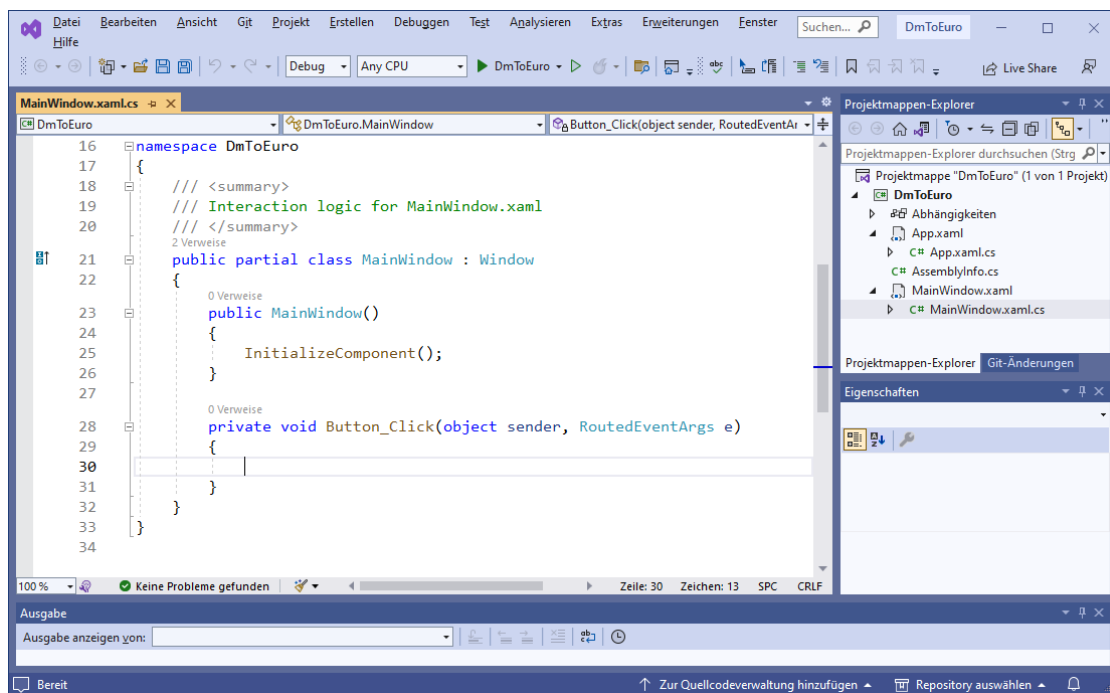 Datei Bearbeiten Ansicht Git Projekt Erstellen Debuggen Test Analysieren Extras Erweiterungen Fenster Suchen... DmToEuro
Hilfe
Debug Any CPU DmToEuro Live Share
MainWindow.xaml.cs
DmToEuro DmToEuro.MainWindow Button_Click(object sender, RoutedEventAr
16 namespace DmToEuro
17 {
18 /// <summary>
19 /// Interaction logic for MainWindow.xaml
20 /// </summary>
2 Verweise
21 public partial class MainWindow : Window
22 {
0 Verweise
23 public MainWindow()
24 {
25 InitializeComponent();
26 }
27
0 Verweise
28 private void Button_Click(object sender, RoutedEventArgs e)
29 {
30
31 }
32 }
33 }
34
100 % Keine Probleme gefunden Zeile: 30 Zeichen: 13 SPC CRLF
Projektmappen-Explorer
Projektmappen-Explorer durchsuchen (Strg
Projektmappe "DmToEuro" (1 von 1 Projekt)
C# DmToEuro
Abhängigkeiten
App.xaml
C# App.xaml.cs
C# AssemblyInfo.cs
MainWindow.xaml
C# MainWindow.xaml.cs
Projektmappen-Explorer Git-Änderungen
Eigenschaften
Ausgabe
Ausgabe anzeigen von:
Bereit Zur Quellcodeverwaltung hinzufügen Repository auswählen